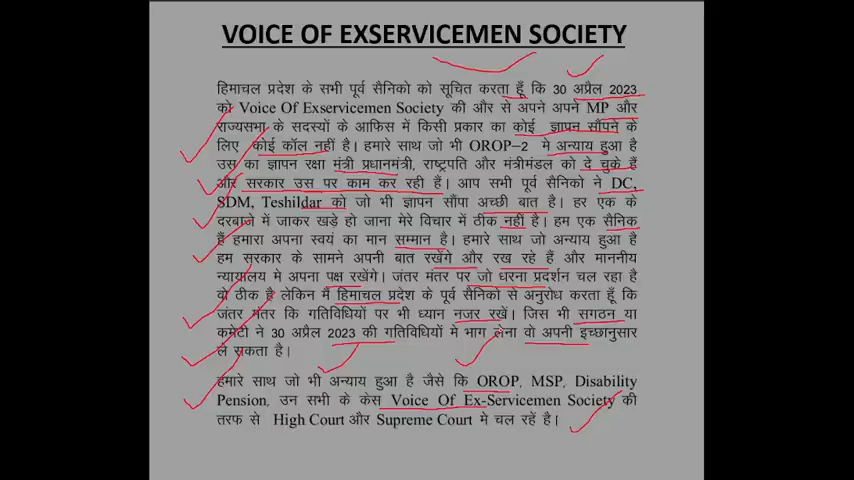 VOICE OF EXSERVICEMEN SOCIETY
हिमाचल प्रदेश के सभी पूर्व सैनिको को सूचित करता हूँ कि 30 अप्रैल 2023
को Voice Of Exservicemen Society की और से अपने अपने MP और
राज्यसभा के सदस्यों के आफिस में किसी प्रकार का कोई ज्ञापन सौंपने के
लिए कोई कॉल नहीं है। हमारे साथ जो भी OROP–2 मे अन्याय हुआ है
उस का ज्ञापन रक्षा मंत्री प्रधानमंत्री, राष्ट्रपति और मंत्रीमंडल को दे चुके हैं
और सरकार उस पर काम कर रही हैं। आप सभी पूर्व सैनिको ने DC,
SDM, Teshildar को जो भी ज्ञापन सौंपा अच्छी बात है। हर एक के
दरबाजे में जाकर खड़े हो जाना मेरे विचार में ठीक नहीं है। हम एक सैनिक
हैं हमारा अपना स्वयं का मान सम्मान है। हमारे साथ जो अन्याय हुआ है
हम सरकार के सामने अपनी बात रखेंगे और रख रहे हैं और माननीय
न्यायालय मे अपना पक्ष रखेंगे। जंतर मंतर पर जो धरना प्रदर्शन चल रहा है
वो ठीक है लेकिन मैं हिमाचल प्रदेश के पूर्व सैनिको से अनुरोध करता हूँ कि
जंतर मंतर कि गतिविधियों पर भी ध्यान नज़र रखें। जिस भी सगठन या
कमेटी ने 30 अप्रैल 2023 की गतिविधियों मे भाग लेना वो अपनी इच्छानुसार
ले सकता है।
हमारे साथ जो भी अन्याय हुआ है जैसे कि OROP, MSP, Disability
Pension, उन सभी के केस Voice Of Ex-Servicemen Society की
तरफ से High Court और Supreme Court मे चल रहें है।